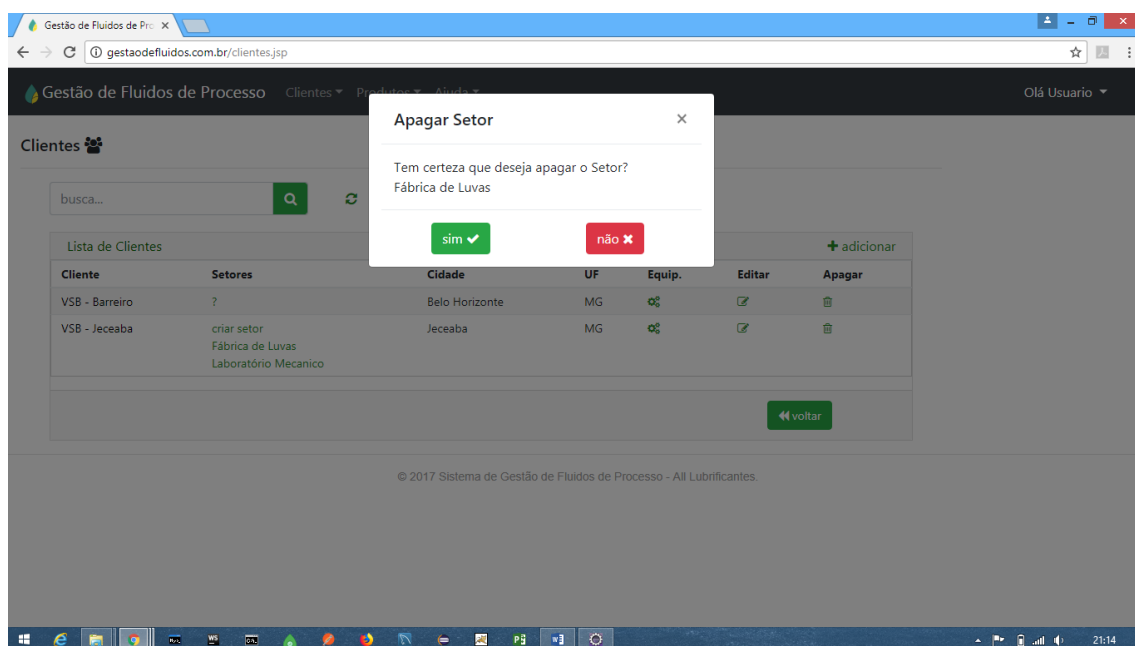 Gestão de Fluidos de Pro
gestaodefluidos.com.br/clientes.jsp
Gestão de Fluidos de Processo Clientes Produtos Ajuda Olá Usuario
Apagar Setor
Tem certeza que deseja apagar o Setor?
Fábrica de Luvas
sim não
Clientes
busca...
Lista de Clientes adicionar
Cliente Setores Cidade UF Equip. Editar Apagar
VSB - Barreiro ? Belo Horizonte MG
VSB - Jeceaba criar setor Jeceaba MG
Fábrica de Luvas
Laboratório Mecanico
voltar
© 2017 Sistema de Gestão de Fluidos de Processo - All Lubrificantes.
21:14